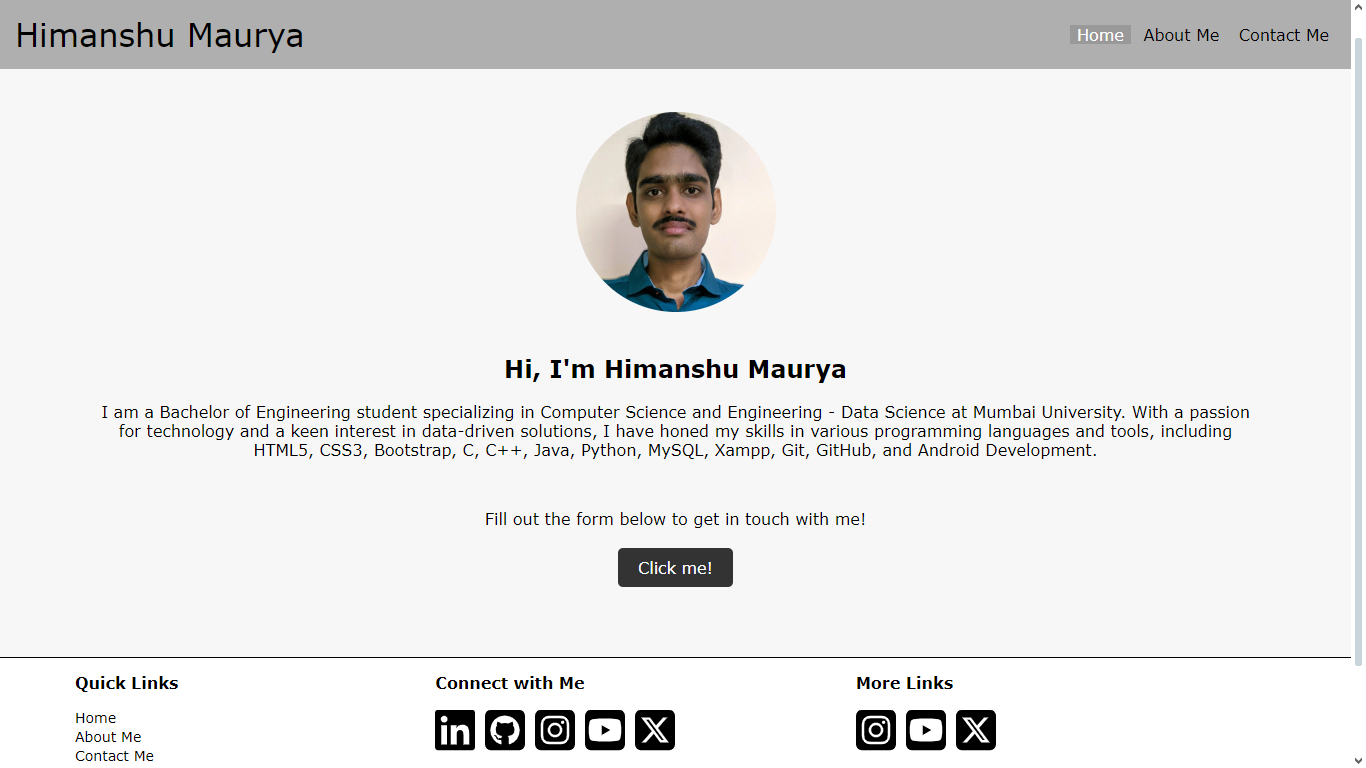 Himanshu Maurya
Home About Me Contact Me
Hi, I'm Himanshu Maurya
I am a Bachelor of Engineering student specializing in Computer Science and Engineering - Data Science at Mumbai University. With a passion
for technology and a keen interest in data-driven solutions, I have honed my skills in various programming languages and tools, including
HTML5, CSS3, Bootstrap, C, C++, Java, Python, MySQL, Xampp, Git, GitHub, and Android Development.
Fill out the form below to get in touch with me!
Click me!
Quick Links
Home
About Me
Contact Me
Connect with Me
in
More Links